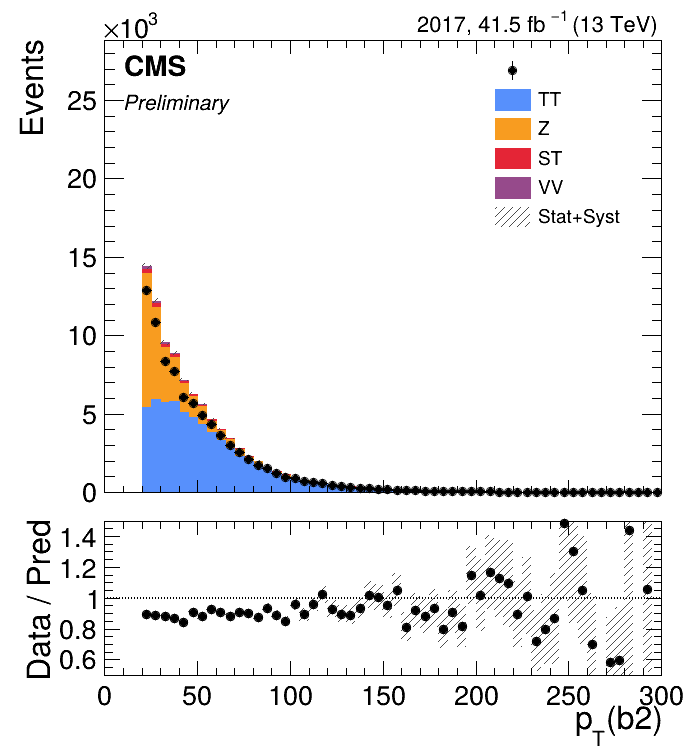 ×10³
2017, 41.5 fb⁻¹ (13 TeV)
CMS
Preliminary
Events
TT
Z
ST
VV
Stat+Syst
25
20
15
10
5
0
Data / Pred
1.4
1.2
1
0.8
0.6
0 50 100 150 200 250 300
p_T(b2)